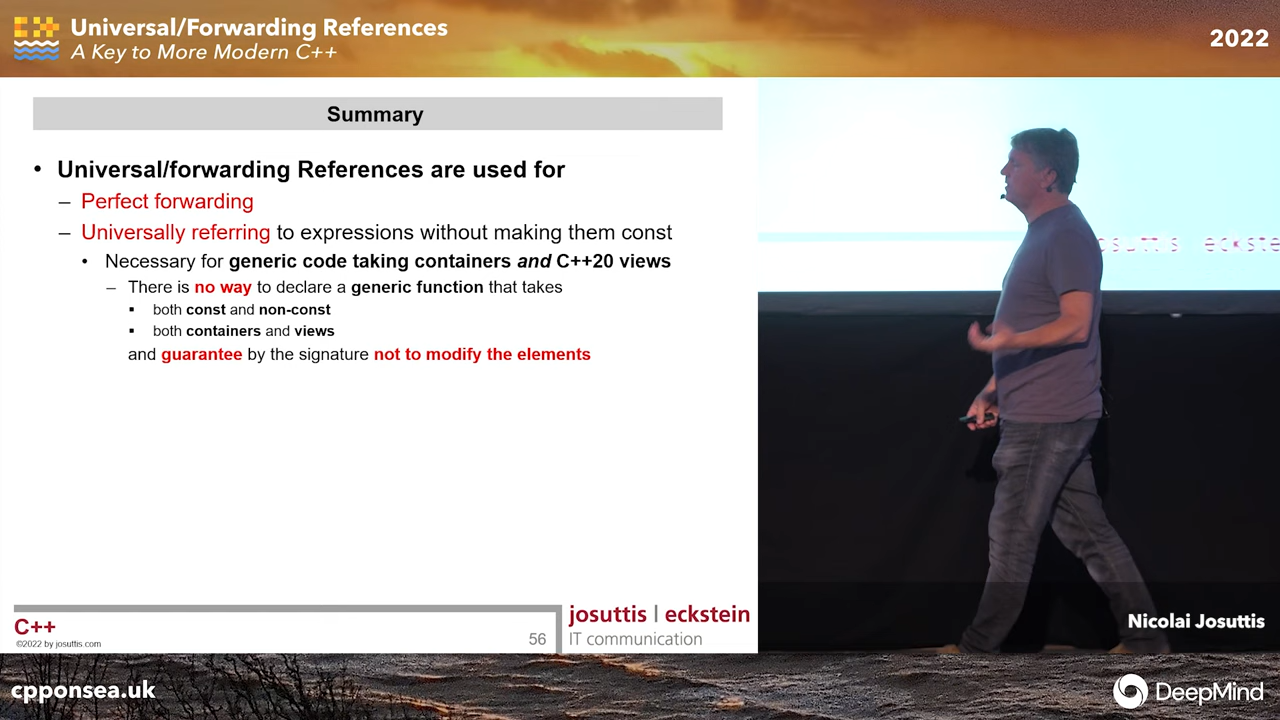 Universal/Forwarding References
A Key to More Modern C++
2022
Summary
• Universal/forwarding References are used for
– Perfect forwarding
– Universally referring to expressions without making them const
• Necessary for generic code taking containers and C++20 views
– There is no way to declare a generic function that takes
▪ both const and non-const
▪ both containers and views
and guarantee by the signature not to modify the elements
C++
©2022 by josuttis.com
56
josuttis | eckstein
IT communication
Nicolai Josuttis
cpponsea.uk
DeepMind